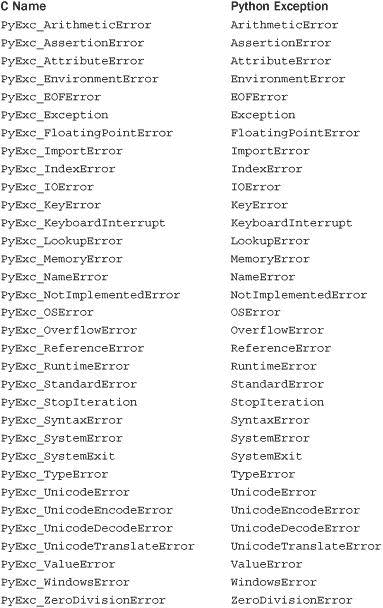 C Name Python Exception
PyExc_ArithmeticError ArithmeticError
PyExc_AssertionError AssertionError
PyExc_AttributeError AttributeError
PyExc_EnvironmentError EnvironmentError
PyExc_EOFError EOFError
PyExc_Exception Exception
PyExc_FloatingPointError FloatingPointError
PyExc_ImportError ImportError
PyExc_IndexError IndexError
PyExc_IOError IOError
PyExc_KeyError KeyError
PyExc_KeyboardInterrupt KeyboardInterrupt
PyExc_LookupError LookupError
PyExc_MemoryError MemoryError
PyExc_NameError NameError
PyExc_NotImplementedError NotImplementedError
PyExc_OSError OSError
PyExc_OverflowError OverflowError
PyExc_ReferenceError ReferenceError
PyExc_RuntimeError RuntimeError
PyExc_StandardError StandardError
PyExc_StopIteration StopIteration
PyExc_SyntaxError SyntaxError
PyExc_SystemError SystemError
PyExc_SystemExit SystemExit
PyExc_TypeError TypeError
PyExc_UnicodeError UnicodeError
PyExc_UnicodeEncodeError UnicodeEncodeError
PyExc_UnicodeDecodeError UnicodeDecodeError
PyExc_UnicodeTranslateError UnicodeTranslateError
PyExc_ValueError ValueError
PyExc_WindowsError WindowsError
PyExc_ZeroDivisionError ZeroDivisionError